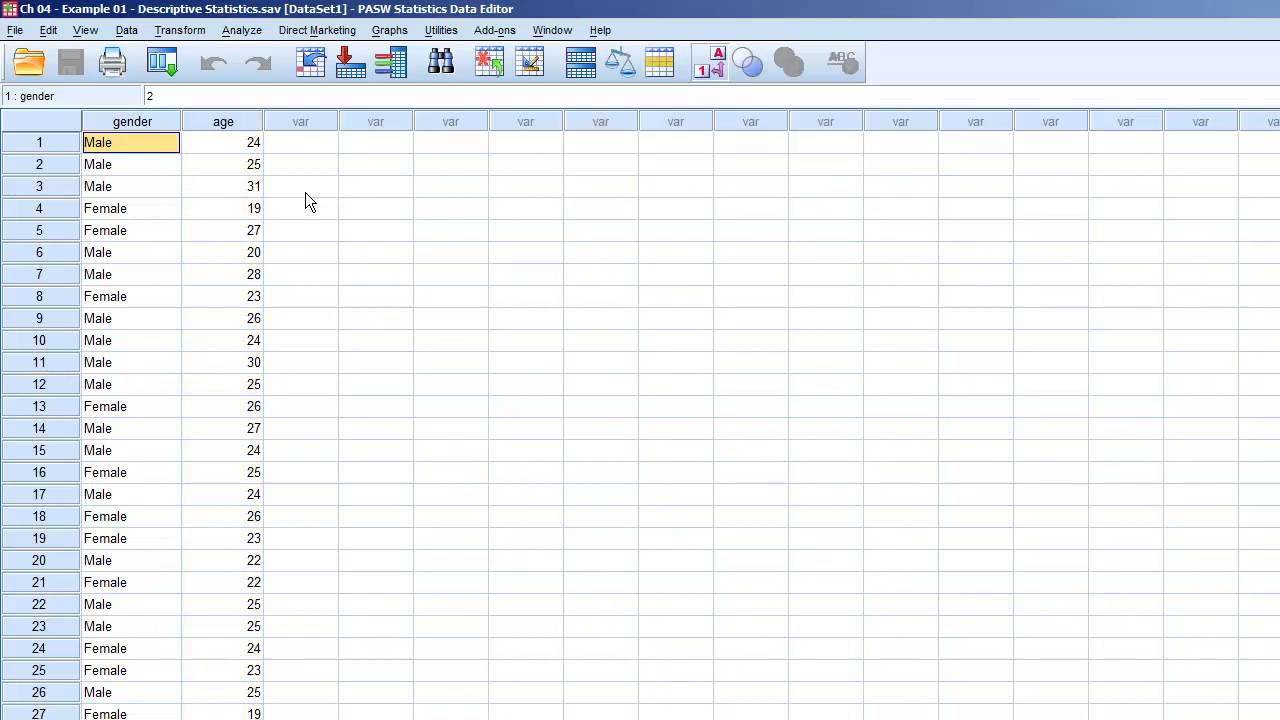 Ch 04 - Example 01 - Descriptive Statistics.sav [DataSet1] - PASW Statistics Data Editor
File Edit View Data Transform Analyze Direct Marketing Graphs Utilities Add-ons Window Help
A 1 ABC
1 : gender 2
gender age var var var var var var var var var var var var var va
1 Male 24
2 Male 25
3 Male 31
4 Female 19
5 Female 27
6 Male 20
7 Male 28
8 Female 23
9 Male 26
10 Male 24
11 Male 30
12 Male 25
13 Female 26
14 Male 27
15 Male 24
16 Female 25
17 Male 24
18 Female 26
19 Female 23
20 Male 22
21 Female 22
22 Male 25
23 Male 25
24 Female 24
25 Female 23
26 Male 25
27 Female 19